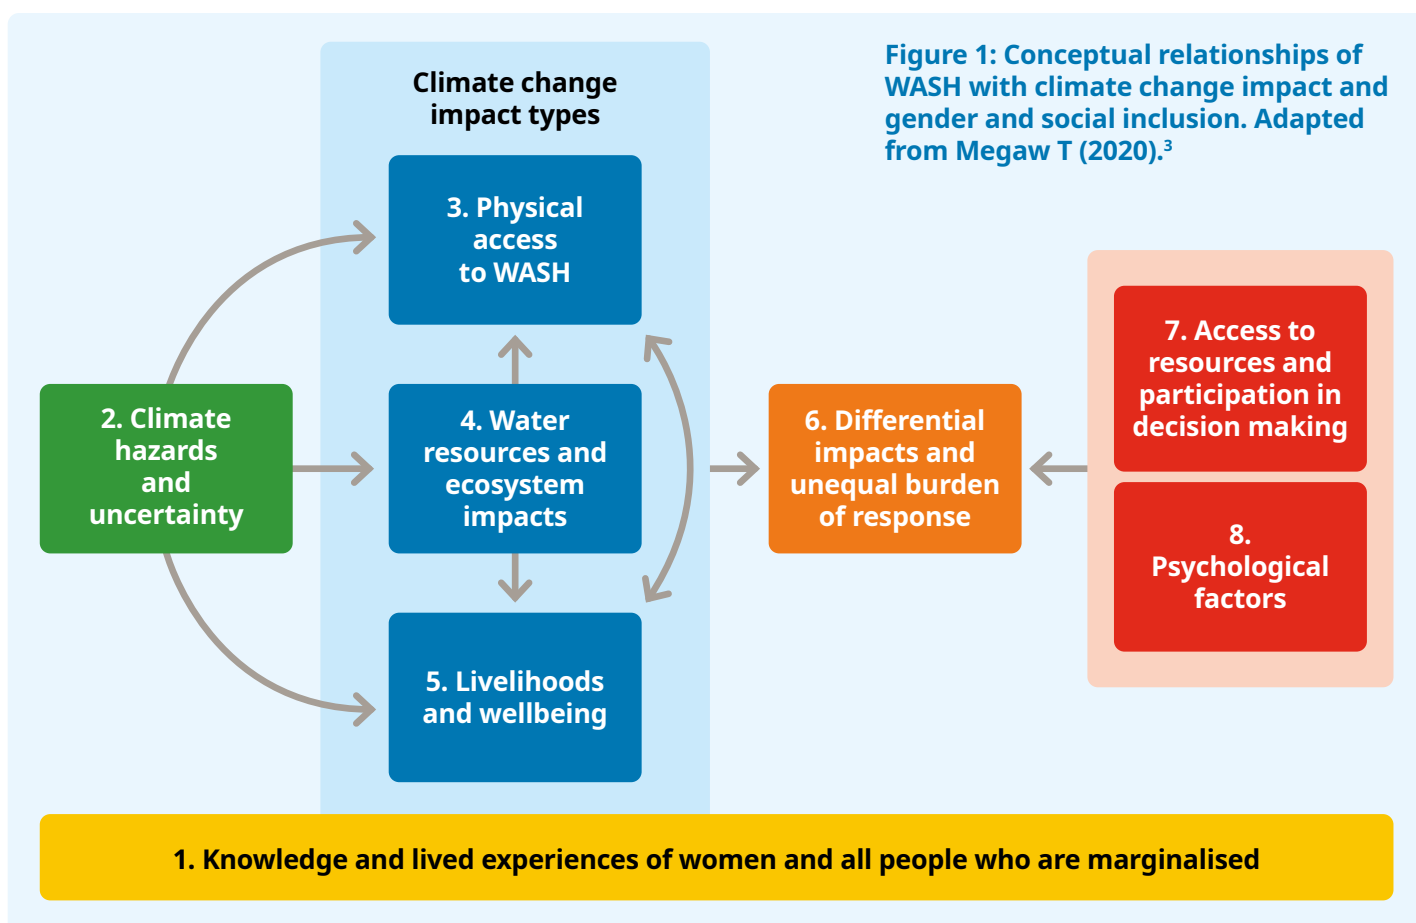 Figure 1: Conceptual relationships of
WASH with climate change impact and
gender and social inclusion. Adapted
from Megaw T (2020).³
Climate change
impact types
3. Physical
access
to WASH
2. Climate
hazards
and
uncertainty
4. Water
resources and
ecosystem
impacts
5. Livelihoods
and wellbeing
6. Differential
impacts and
unequal burden
of response
7. Access to
resources and
participation in
decision making
8.
Psychological
factors
1. Knowledge and lived experiences of women and all people who are marginalised